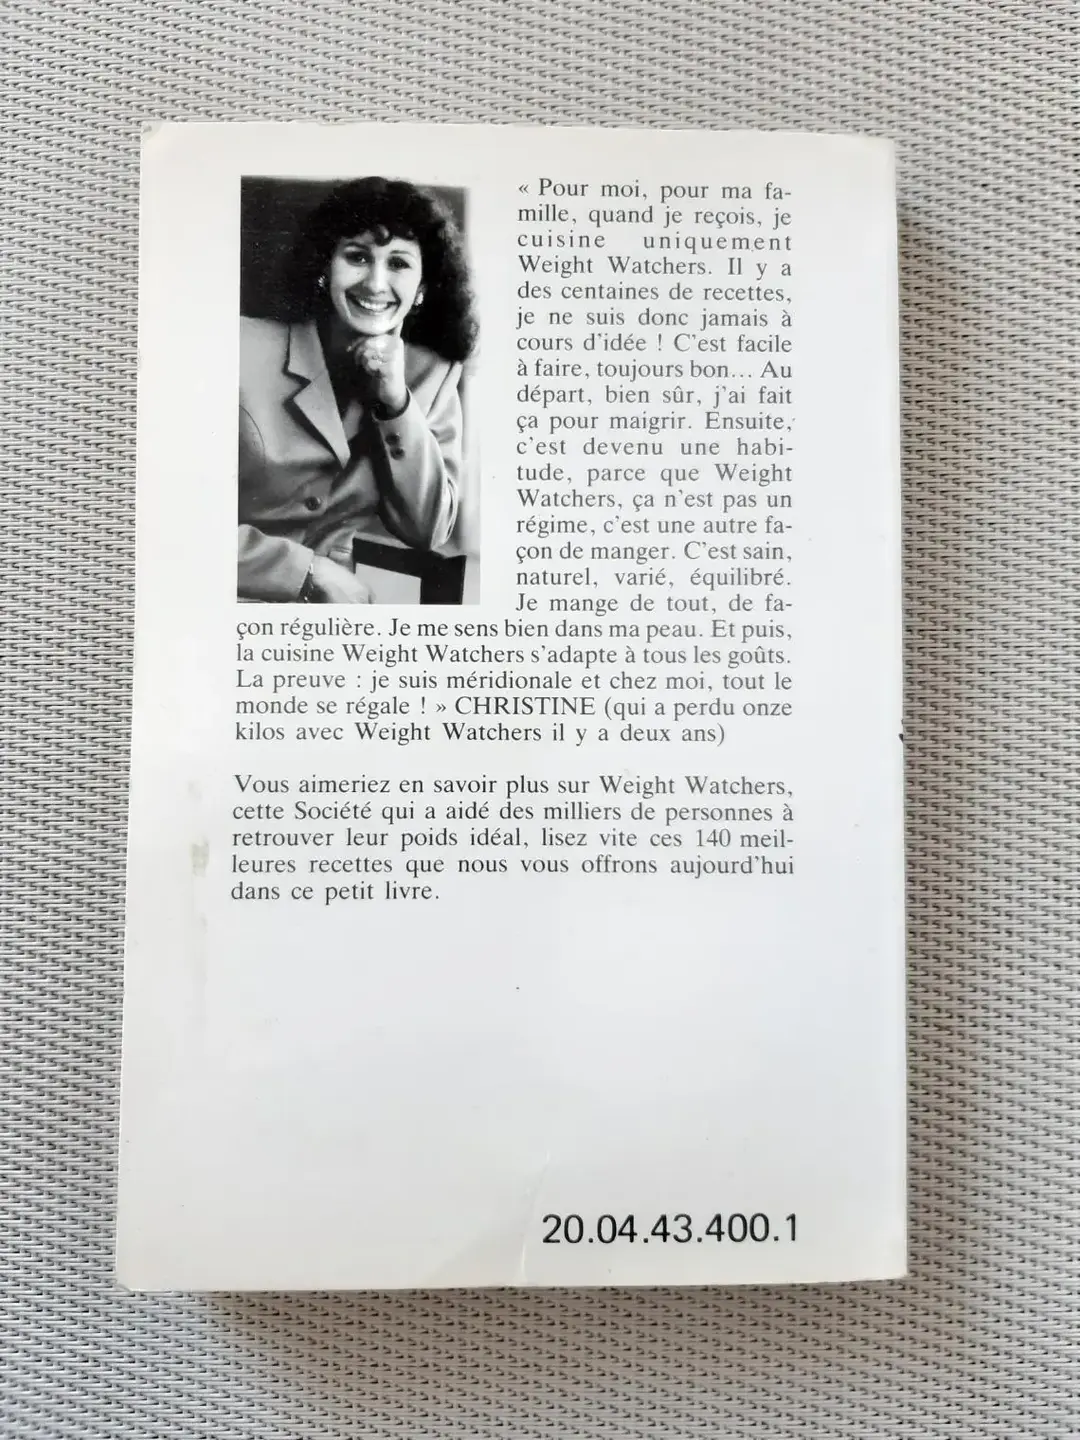 « Pour moi, pour ma fa-
mille, quand je reçois, je
cuisine uniquement
Weight Watchers. Il y a
des centaines de recettes,
je ne suis donc jamais à
cours d'idée ! C'est facile
à faire, toujours bon... Au
départ, bien sûr, j'ai fait
ça pour maigrir. Ensuite,
c'est devenu une habi-
tude, parce que Weight
Watchers, ça n'est pas un
régime, c'est une autre fa-
çon de manger. C'est sain,
naturel, varié, équilibré.
Je mange de tout, de fa-
çon régulière. Je me sens bien dans ma peau. Et puis,
la cuisine Weight Watchers s'adapte à tous les goûts.
La preuve : je suis méridionale et chez moi, tout le
monde se régale ! » CHRISTINE (qui a perdu onze
kilos avec Weight Watchers il y a deux ans)
Vous aimeriez en savoir plus sur Weight Watchers,
cette Société qui a aidé des milliers de personnes à
retrouver leur poids idéal, lisez vite ces 140 meil-
leures recettes que nous vous offrons aujourd'hui
dans ce petit livre.
20.04.43.400.1